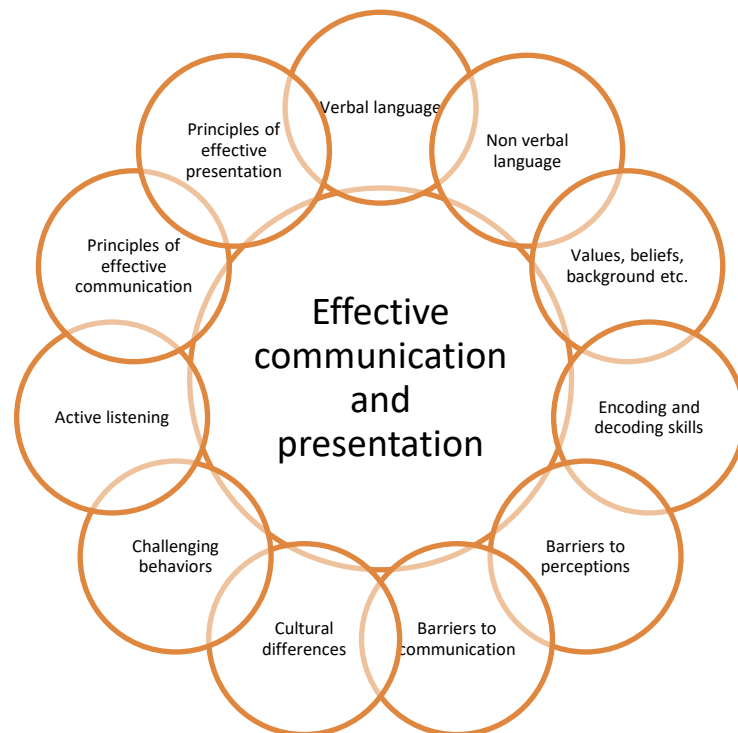 Verbal language
Non verbal
language
Values, beliefs,
background etc.
Encoding and
decoding skills
Barriers to
perceptions
Barriers to
communication
Cultural
differences
Challenging
behaviors
Active listening
Principles of
effective
communication
Principles of
effective
presentation
Effective
communication
and
presentation